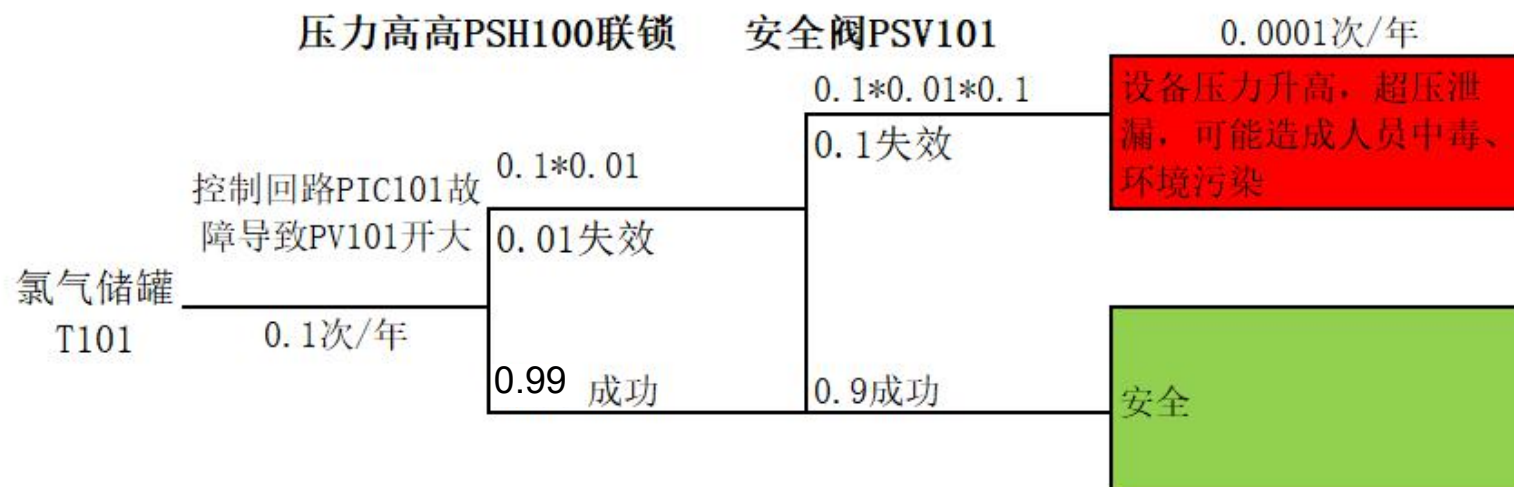 压力高高PSH100联锁
安全阀PSV101
0.0001次/年
0.1*0.01*0.1
设备压力升高，超压泄
漏，可能造成人员中毒、
环境污染
0.1失效
0.1*0.01
控制回路PIC101故
障导致PV101开大
0.01失效
氯气储罐
T101
0.1次/年
0.99 成功
0.9成功
安全